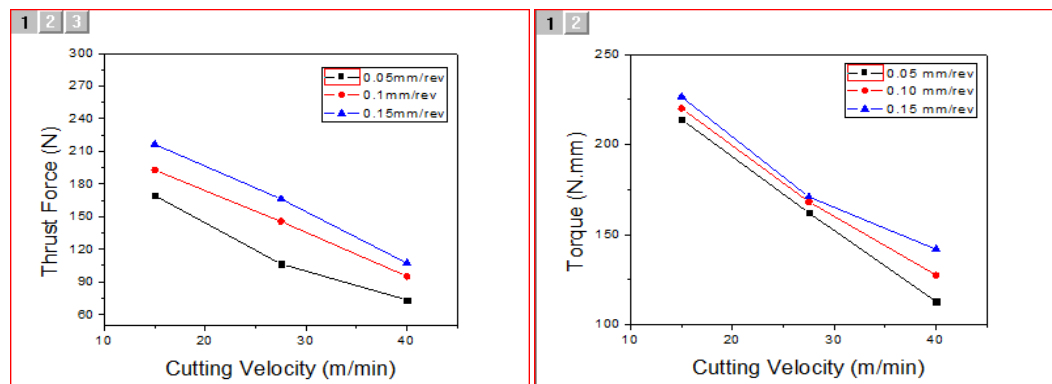 1 2 3
300
270
240
210
180
150
120
90
60
10 20 30 40
Thrust Force (N)
Cutting Velocity (m/min)
0.05mm/rev
0.1mm/rev
0.15mm/rev
1 2
250
200
150
100
10 20 30 40
Torque (N.mm)
Cutting Velocity (m/min)
0.05 mm/rev
0.10 mm/rev
0.15 mm/rev